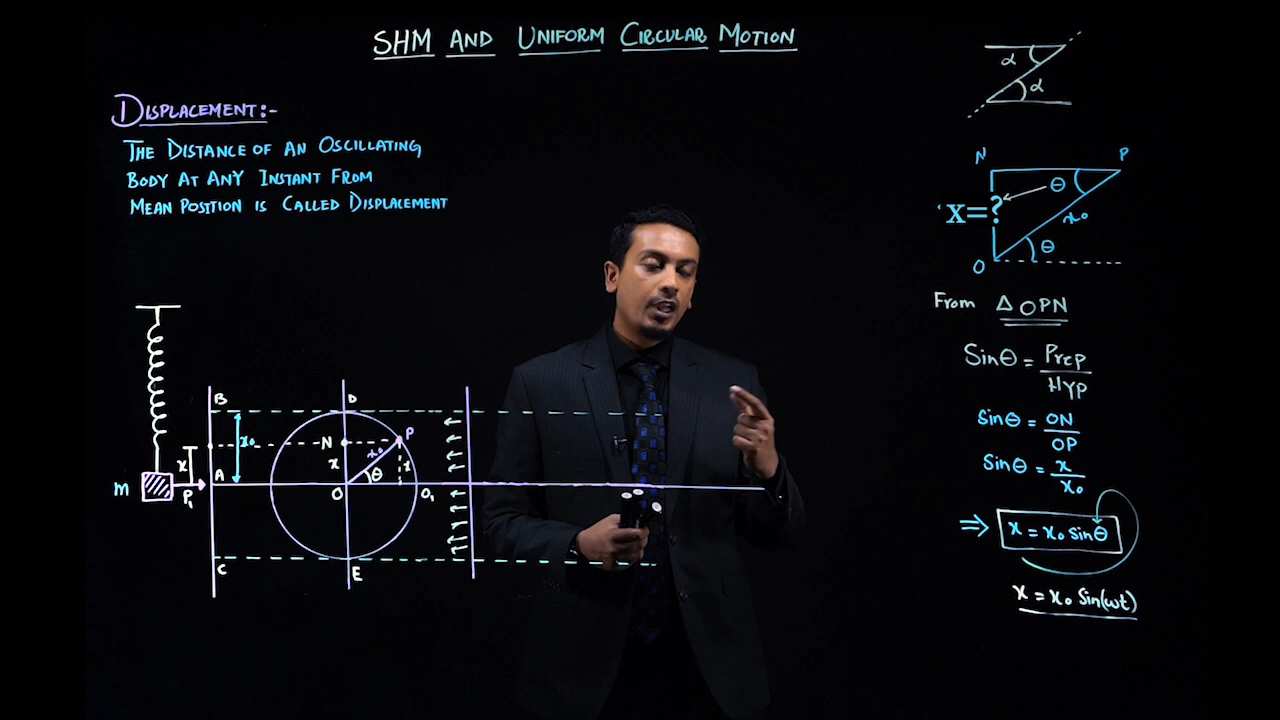 SHM AND UNIFORM CIRCULAR MOTION
DISPLACEMENT:-
THE DISTANCE OF AN OSCILLATING
BODY AT ANY INSTANT FROM
MEAN POSITION IS CALLED DISPLACEMENT
m
x
P₁
B
x₀
A
C
D
N
x
O
E
P
x₀
θ
x
O₁
α
α
N
P
θ
x=?
x₀
θ
O
From Δ OPN
Sinθ = Prep/Hyp
Sinθ = ON/OP
Sinθ = x/x₀
⇒ x = x₀ sinθ
x = x₀ Sin(ωt)